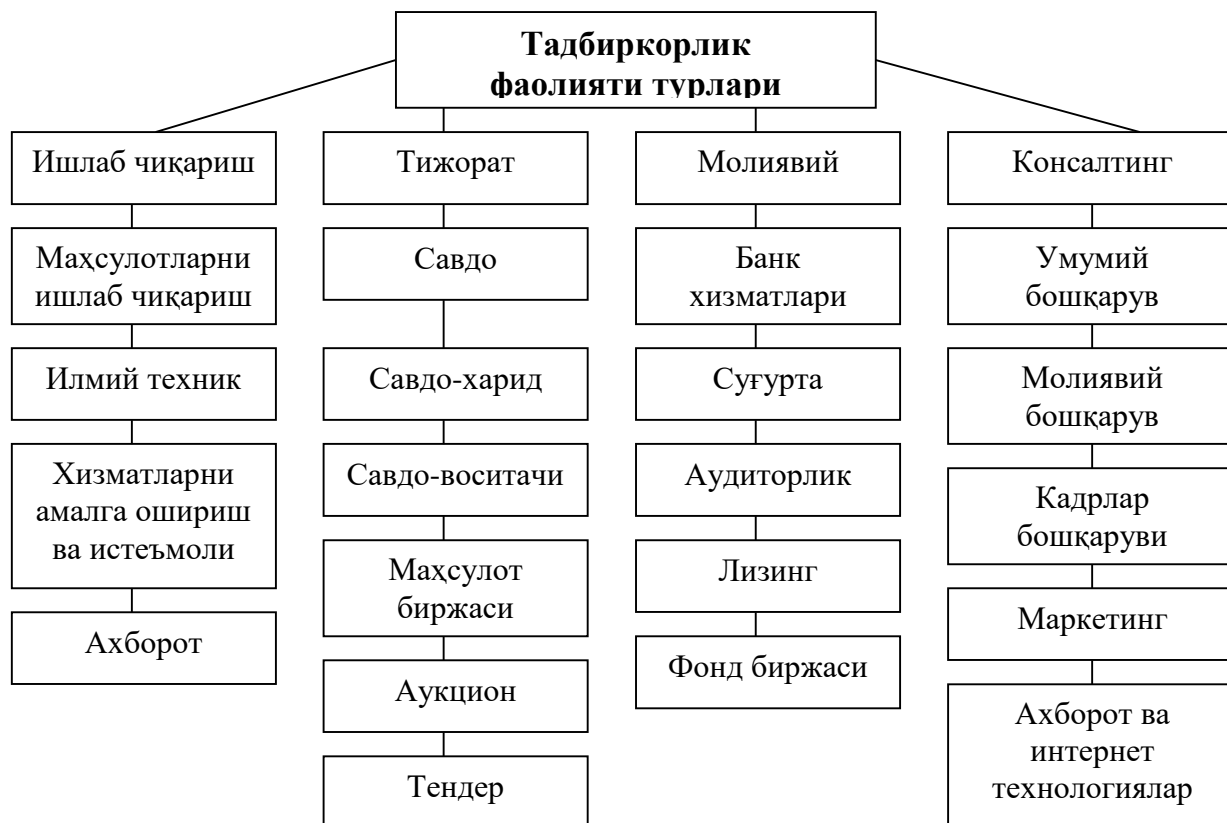 Тадбиркорлик
фаолияти турлари
Ишлаб чиқариш
Маҳсулотларни
ишлаб чиқариш
Илмий техник
Хизматларни
амалга ошириш
ва истеъмоли
Ахборот
Тижорат
Савдо
Савдо-харид
Савдо-воситачи
Маҳсулот
биржаси
Аукцион
Тендер
Молиявий
Банк
хизматлари
Суғурта
Аудиторлик
Лизинг
Фонд биржаси
Консалтинг
Умумий
бошқарув
Молиявий
бошқарув
Кадрлар
бошқаруви
Маркетинг
Ахборот ва
интернет
технологиялар